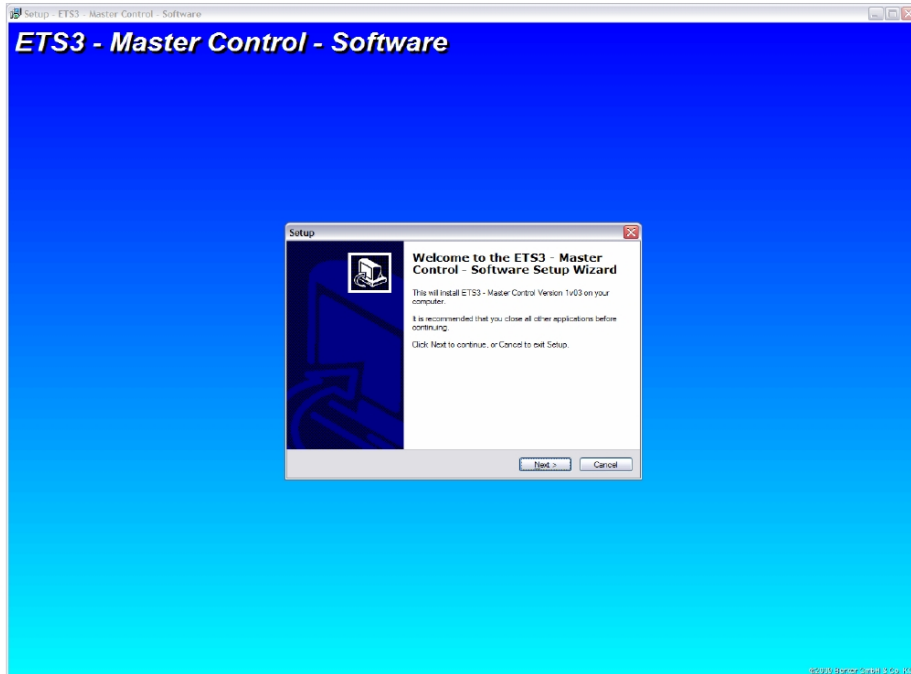 Setup - ETS3 - Master Control - Software
ETS3 - Master Control - Software
Setup
Welcome to the ETS3 - Master
Control - Software Setup Wizard
This will install ETS3 - Master Control Version 1v03 on your
computer.
It is recommended that you close all other applications before
continuing.
Click Next to continue, or Cancel to exit Setup.
Next >
Cancel